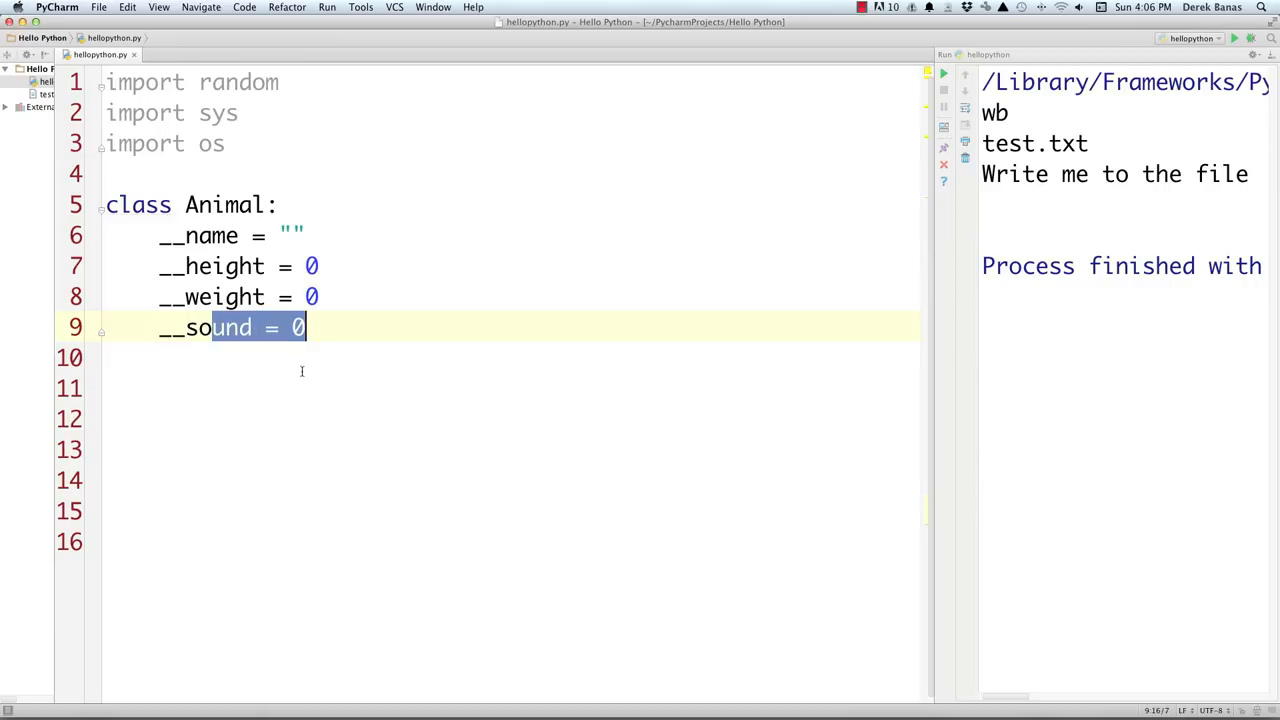 PyCharm File Edit View Navigate Code Refactor Run Tools VCS Window Help 10 Sun 4:06 PM Derek Banas
hellopython.py – Hello Python – [~/PycharmProjects/Hello Python]
Hello Python hellopython.py hellopython
hellopython.py × Run hellopython
Hello P
hello
test
Externa
1 import random
2 import sys
3 import os
4
5 class Animal:
6 __name = ""
7 __height = 0
8 __weight = 0
9 __sound = 0
10
11
12
13
14
15
16
/Library/Frameworks/Py
wb
test.txt
Write me to the file
Process finished with
9:16/7 LF UTF-8